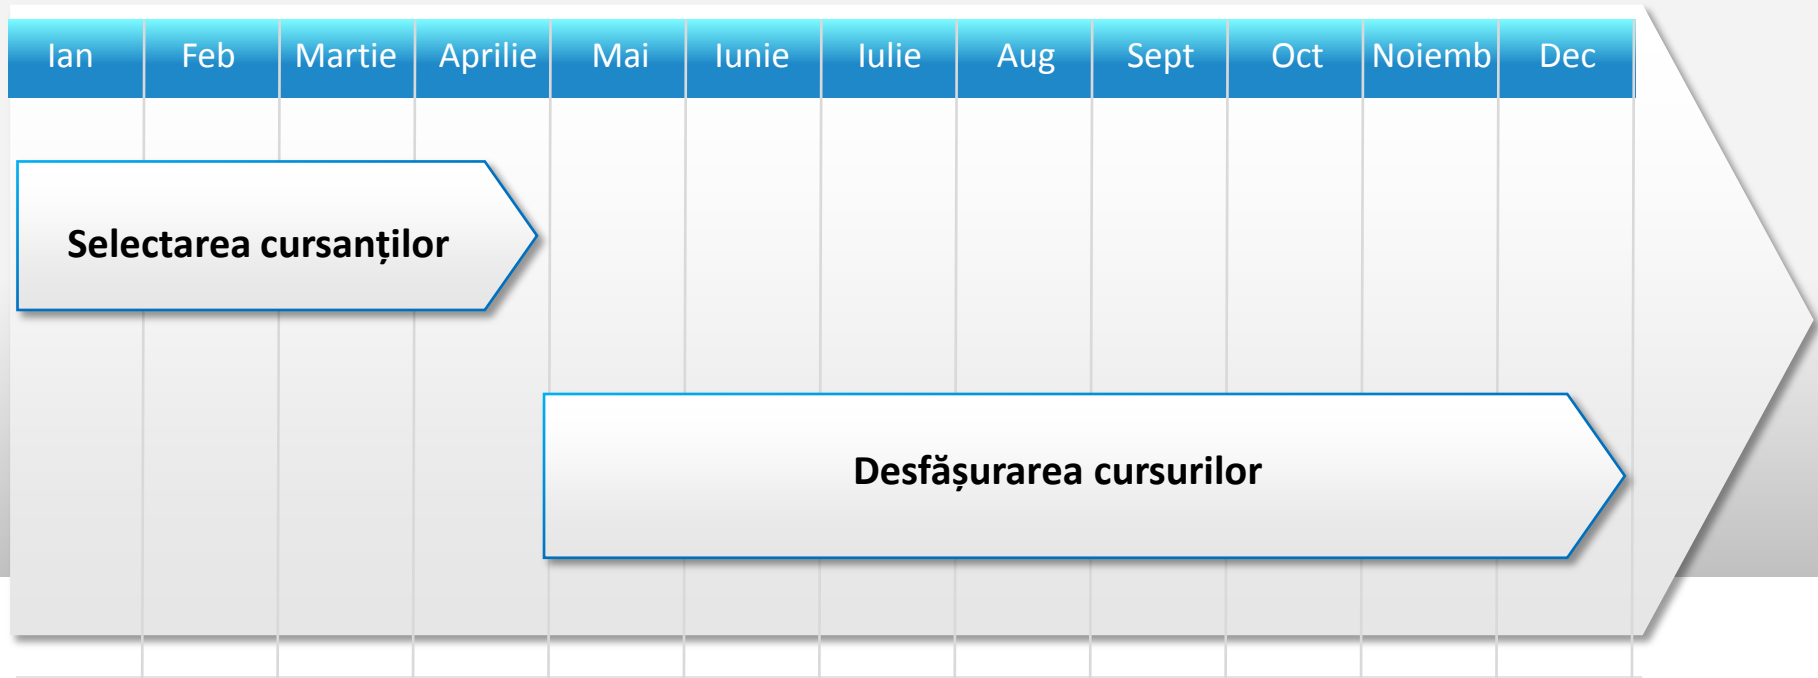 Ian Feb Martie Aprilie Mai Iunie Iulie Aug Sept Oct Noiemb Dec
Selectarea cursanților
Desfășurarea cursurilor